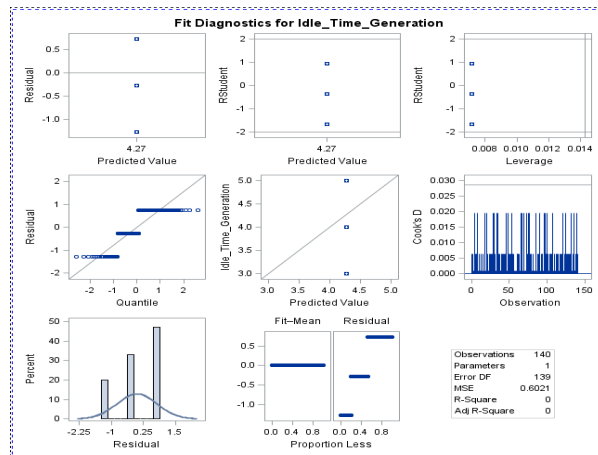 Fit Diagnostics for Idle_Time_Generation
Residual
0.5
0.0
-0.5
-1.0
4.27
Predicted Value
RStudent
2
1
0
-1
-2
4.27
Predicted Value
RStudent
2
1
0
-1
-2
0.008 0.010 0.012 0.014
Leverage
Residual
2
1
0
-1
-2
-2 -1 0 1 2
Quantile
Idle_Time_Generation
5.0
4.5
4.0
3.5
3.0
3.0 3.5 4.0 4.5 5.0
Predicted Value
Cook's D
0.030
0.025
0.020
0.015
0.010
0.005
0.000
0 50 100 150
Observation
Percent
50
40
30
20
10
0
-2.25 -1 0.25 1.5
Residual
Fit–Mean Residual
0.5
0.0
-0.5
-1.0
0.0 0.4 0.8 0.0 0.4 0.8
Proportion Less
Observations 140
Parameters 1
Error DF 139
MSE 0.6021
R-Square 0
Adj R-Square 0